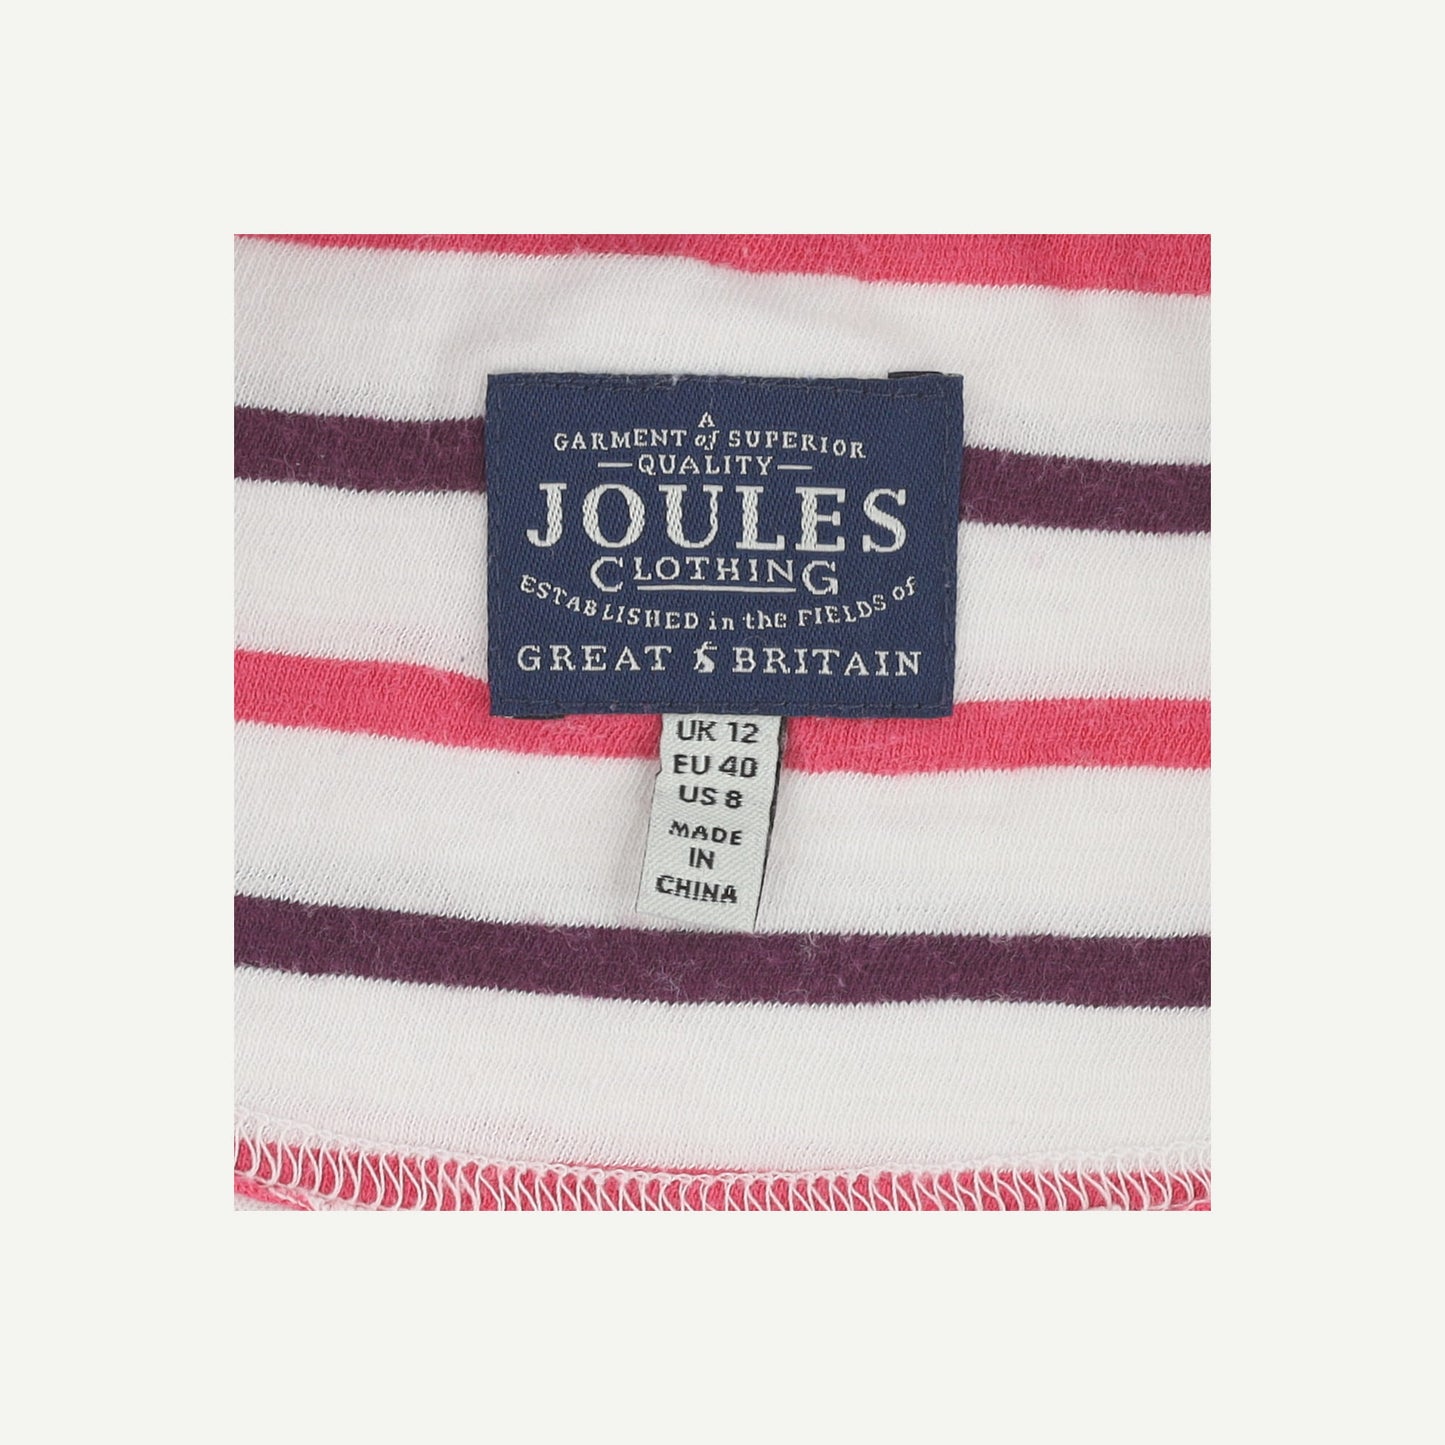 A
GARMENT of SUPERIOR
QUALITY
JOULES
CLOTHING
ESTABLISHED in the FIELDS OF
GREAT BRITAIN
UK 12
EU 40
US 8
MADE
IN
CHINA